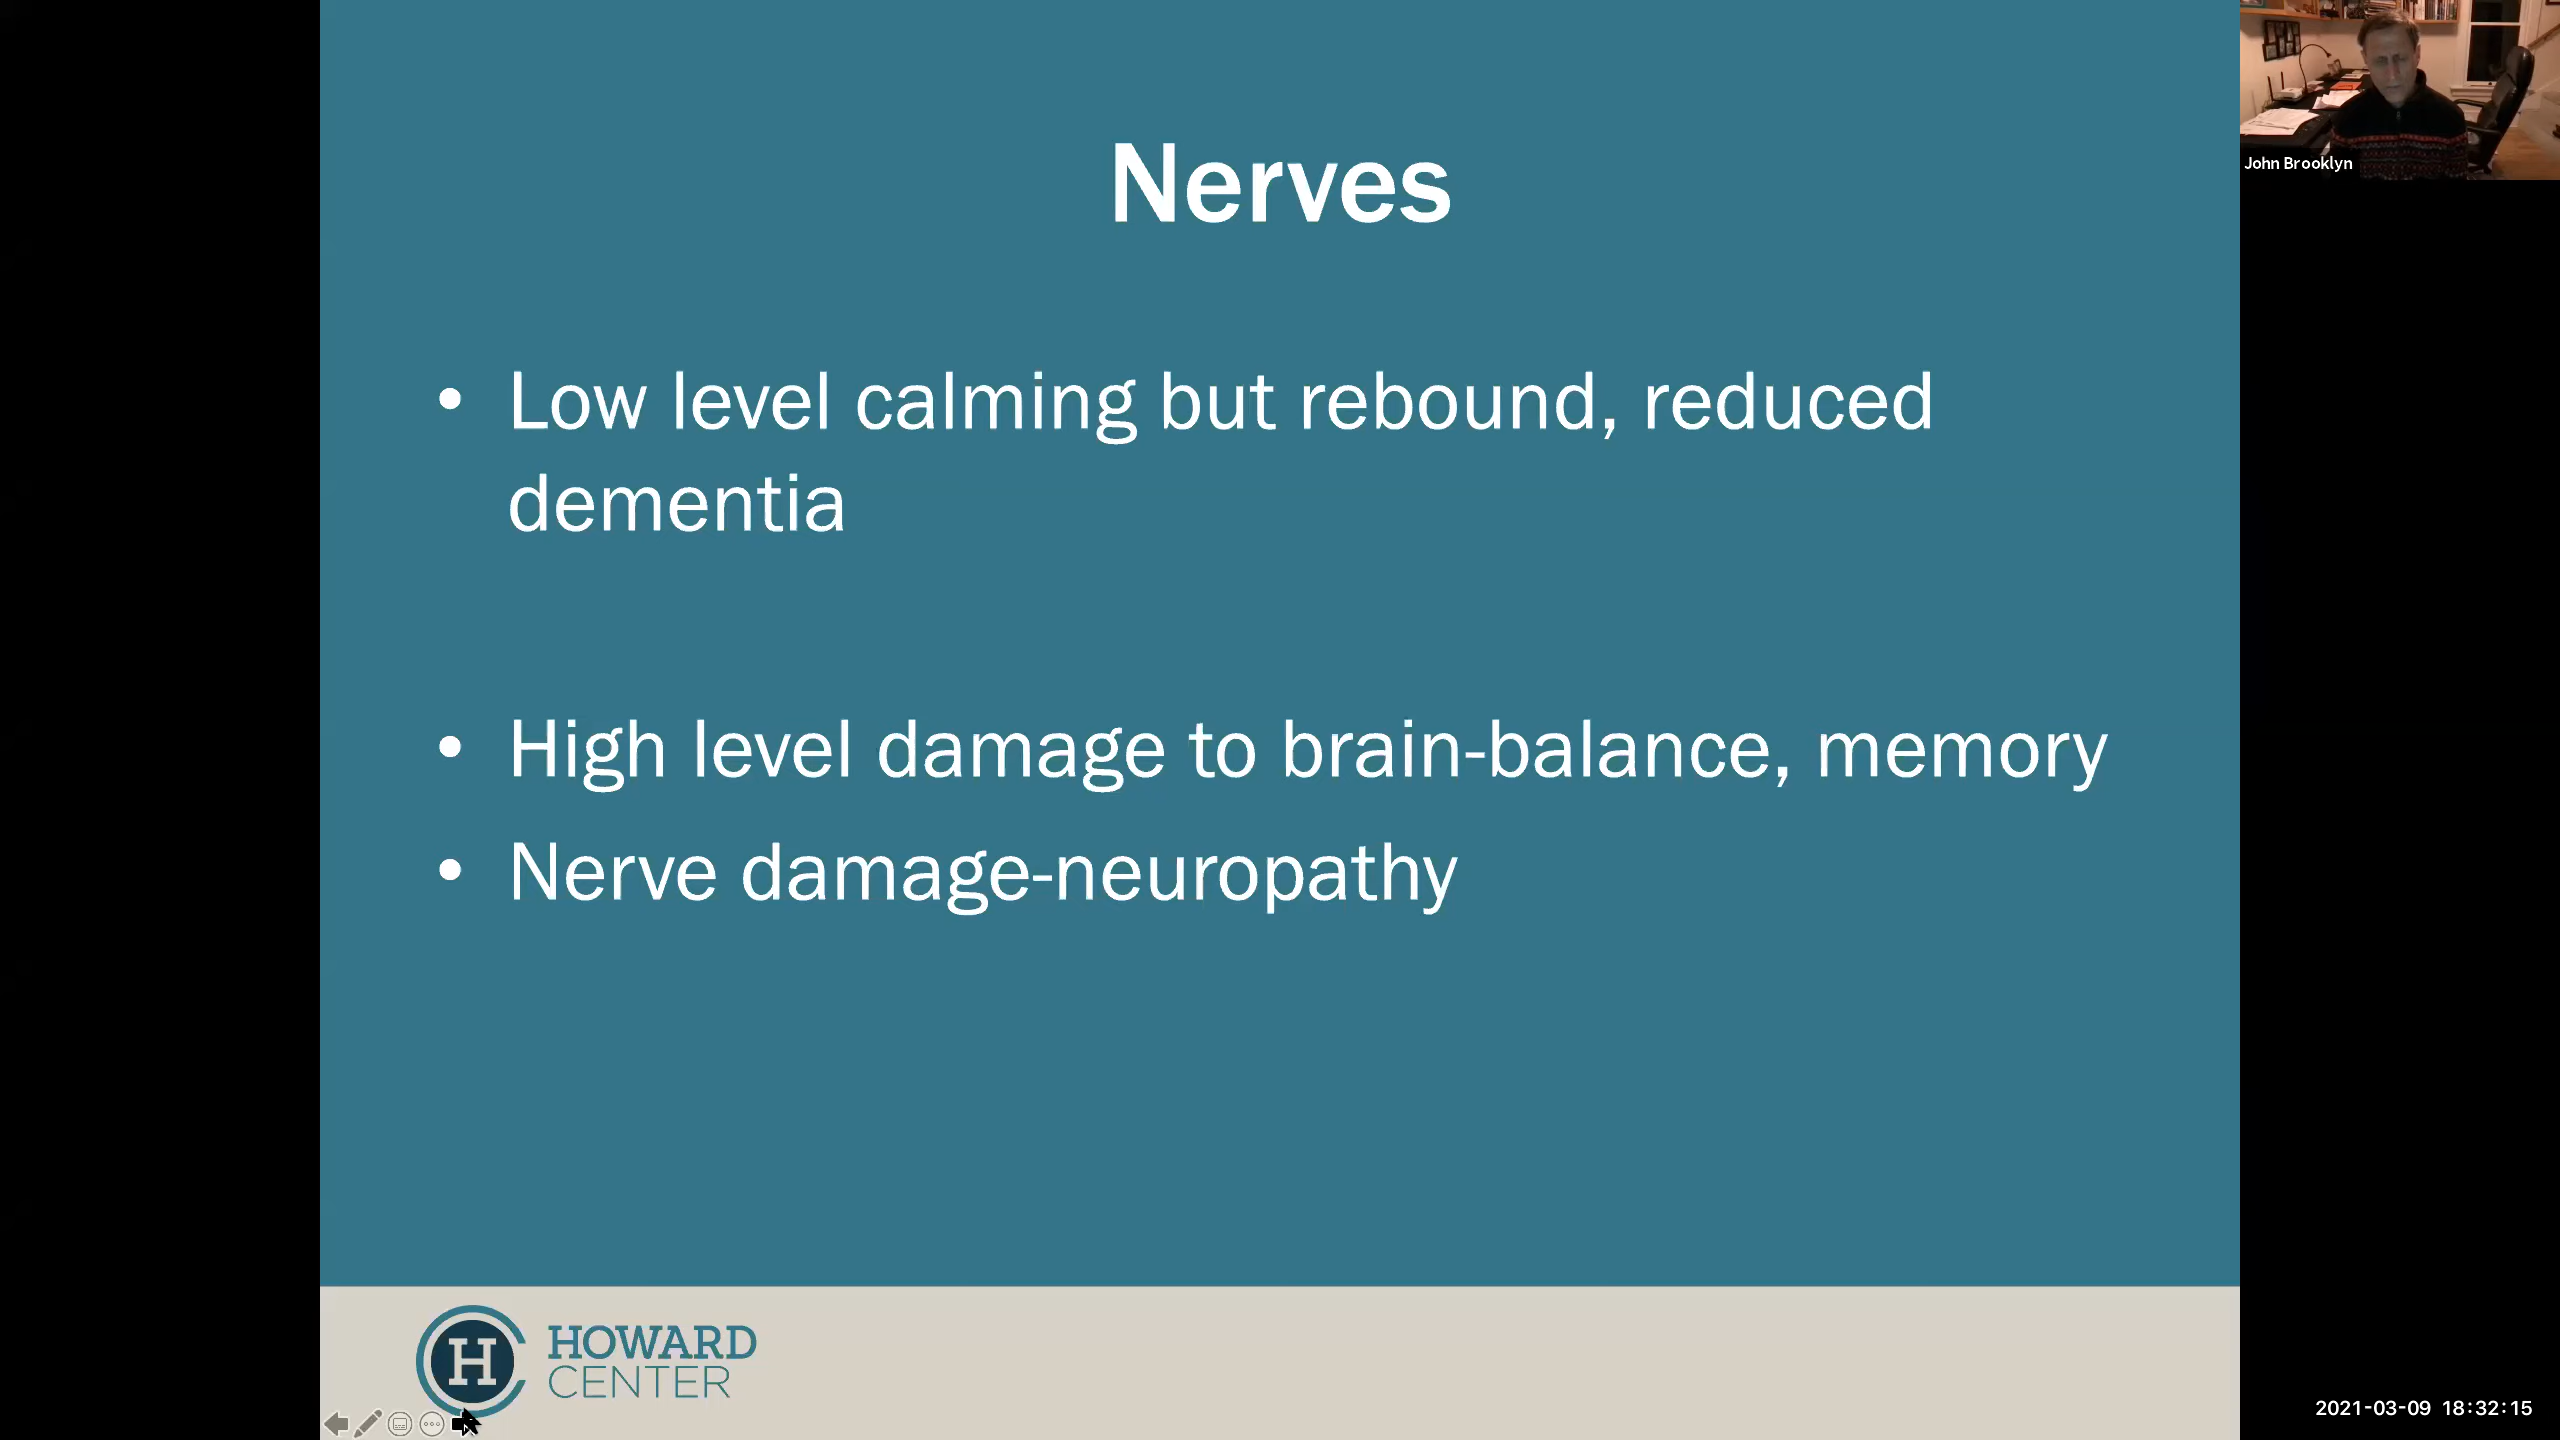 Nerves
• Low level calming but rebound, reduced
dementia
• High level damage to brain-balance, memory
• Nerve damage-neuropathy
H
HOWARD
CENTER
John Brooklyn
2021-03-09 18:32:15